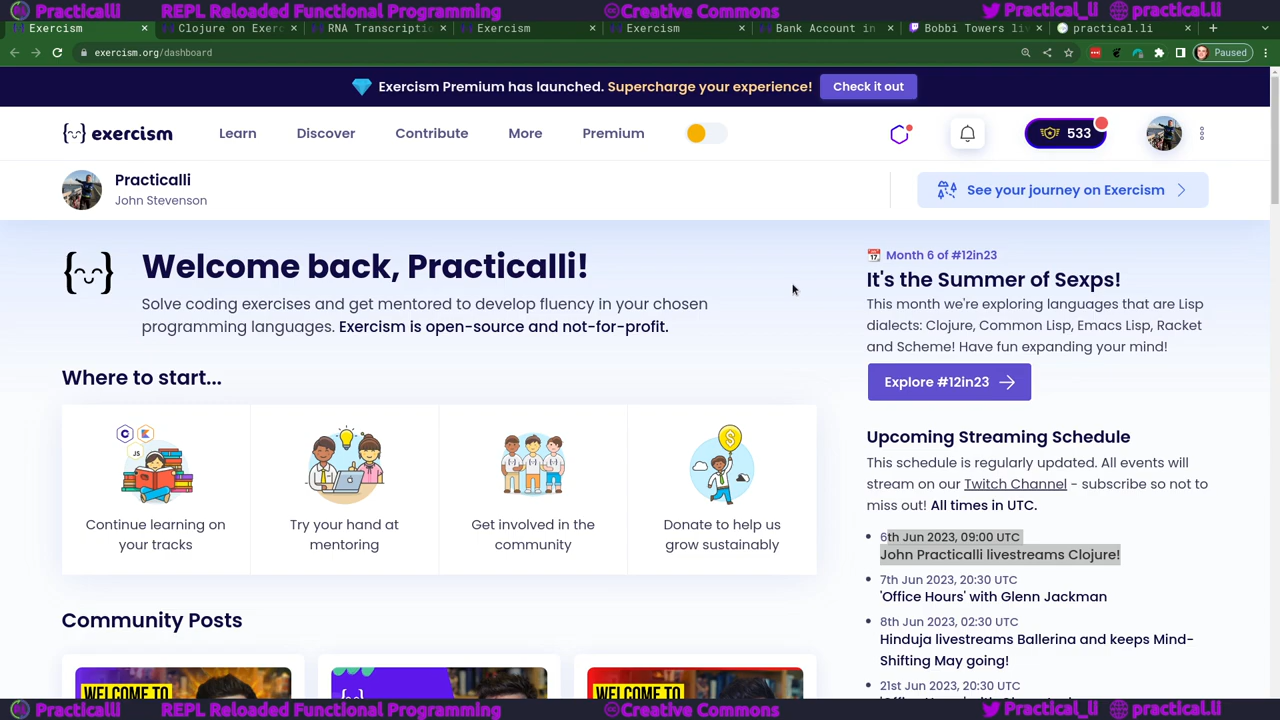 Practicalli REPL Reloaded Functional Programming Creative Commons Practical_li practical.li
Exercism Clojure on Exerc RNA Transcriptio Exercism Exercism Bank Account in Bobbi Towers liv practical.li
exercism.org/dashboard Paused
Exercism Premium has launched. Supercharge your experience! Check it out
exercism Learn Discover Contribute More Premium 533
Practicalli
John Stevenson
See your journey on Exercism
Welcome back, Practicalli!
Solve coding exercises and get mentored to develop fluency in your chosen
programming languages. Exercism is open-source and not-for-profit.
Where to start...
C K
JS
Continue learning on
your tracks
Try your hand at
mentoring
Get involved in the
community
Donate to help us
grow sustainably
Community Posts
WELCOME TO
WELCOME TO
Month 6 of #12in23
It's the Summer of Sexps!
This month we're exploring languages that are Lisp
dialects: Clojure, Common Lisp, Emacs Lisp, Racket
and Scheme! Have fun expanding your mind!
Explore #12in23
Upcoming Streaming Schedule
This schedule is regularly updated. All events will
stream on our Twitch Channel - subscribe so not to
miss out! All times in UTC.
6th Jun 2023, 09:00 UTC
John Practicalli livestreams Clojure!
7th Jun 2023, 20:30 UTC
'Office Hours' with Glenn Jackman
8th Jun 2023, 02:30 UTC
Hinduja livestreams Ballerina and keeps Mind-
Shifting May going!
21st Jun 2023, 20:30 UTC
Practicalli REPL Reloaded Functional Programming Creative Commons Practical_li practical.li